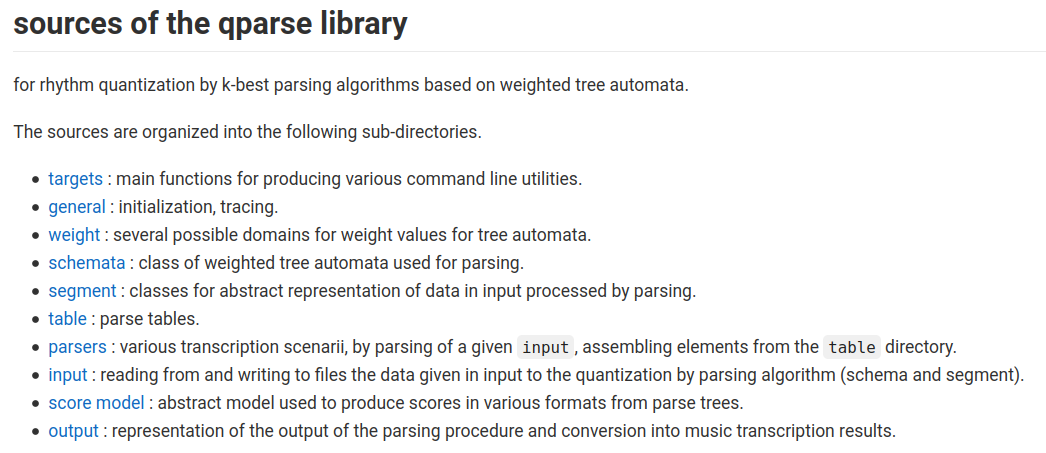 sources of the qparse library
for rhythm quantization by k-best parsing algorithms based on weighted tree automata.
The sources are organized into the following sub-directories.
• targets : main functions for producing various command line utilities.
• general : initialization, tracing.
• weight : several possible domains for weight values for tree automata.
• schemata : class of weighted tree automata used for parsing.
• segment : classes for abstract representation of data in input processed by parsing.
• table : parse tables.
• parsers : various transcription scenarii, by parsing of a given input, assembling elements from the table directory.
• input : reading from and writing to files the data given in input to the quantization by parsing algorithm (schema and segment).
• score model : abstract model used to produce scores in various formats from parse trees.
• output : representation of the output of the parsing procedure and conversion into music transcription results.